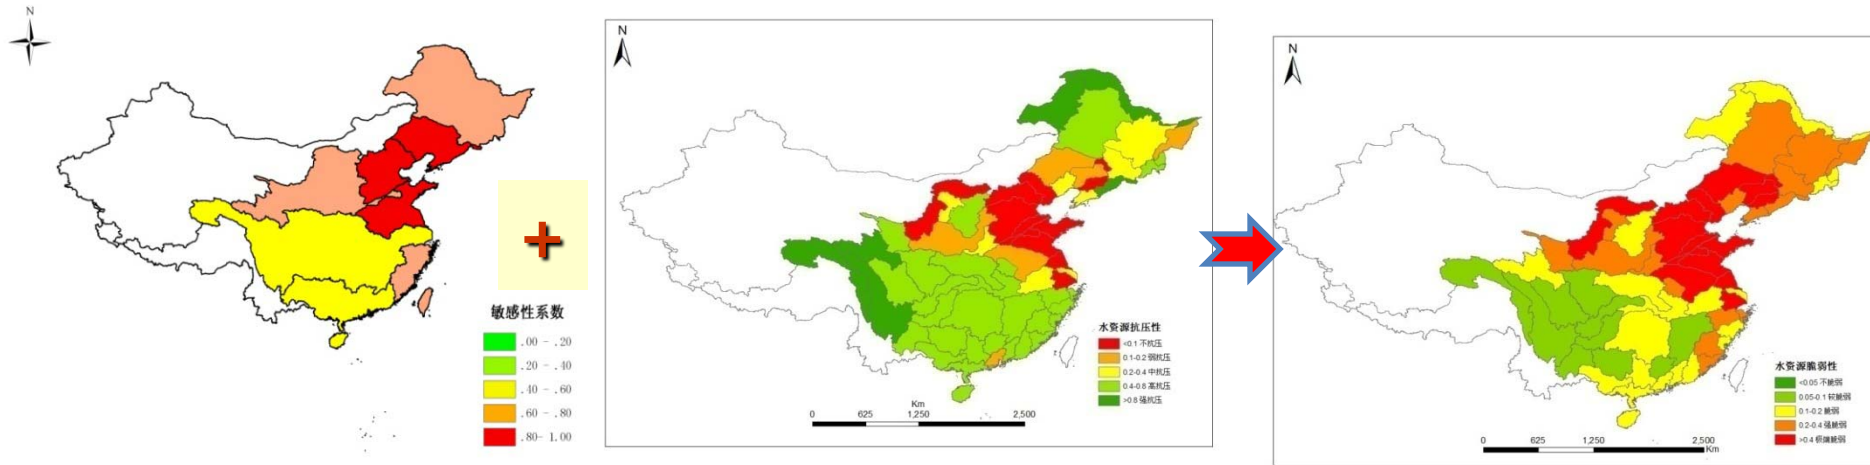 N
敏感性系数
.00 - .20
.20 - .40
.40 - .60
.60 - .80
.80- 1.00
+
N
水资源抗压性
<0.1 不抗压
0.1-0.2 弱抗压
0.2-0.4 中抗压
0.4-0.8 高抗压
>0.8 强抗压
Km
0 625 1,250 2,500
N
水资源脆弱性
<0.05 不脆弱
0.05-0.1 较脆弱
0.1-0.2 脆弱
0.2-0.4 强脆弱
>0.4 极端脆弱
0 625 1,250 2,500
Km